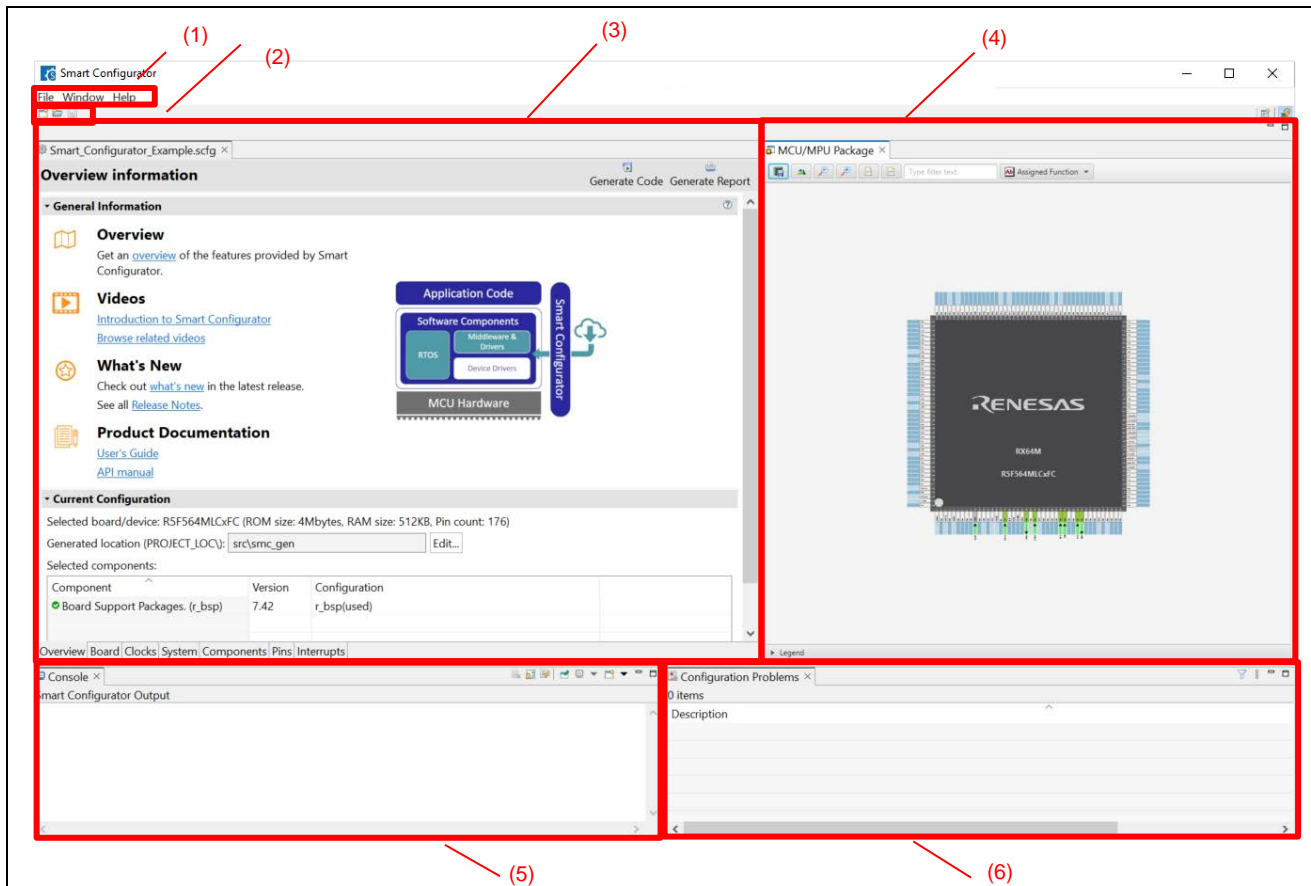 (1)
(2)
(3)
(4)
Smart Configurator
File Window Help
Smart_Configurator_Example.scfg
Overview information
Generate Code Generate Report
General Information
Overview
Get an overview of the features provided by Smart
Configurator.
Videos
Introduction to Smart Configurator
Browse related videos
What's New
Check out what's new in the latest release.
See all Release Notes.
Product Documentation
User's Guide
API manual
Application Code
Software Components
RTOS
Middleware &
Drivers
Device Drivers
MCU Hardware
Smart Configurator
Current Configuration
Selected board/device: R5F564MLCxFC (ROM size: 4Mbytes, RAM size: 512KB, Pin count: 176)
Generated location (PROJECT_LOC\): src\smc_gen Edit...
Selected components:
Component Version Configuration
Board Support Packages. (r_bsp) 7.42 r_bsp(used)
Overview Board Clocks System Components Pins Interrupts
MCU/MPU Package
Type filter text Assigned Function
RENESAS
RX64M
R5F564MLCxFC
Legend
Console
Smart Configurator Output
Configuration Problems
0 items
Description
(5)
(6)